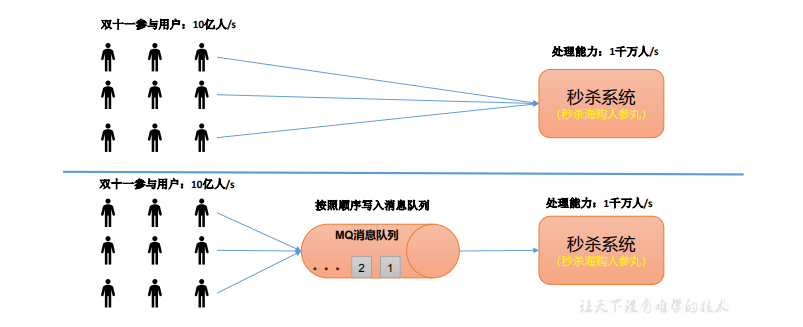 双十一参与用户：10亿人/s
处理能力：1千万人/s
秒杀系统
（秒杀海购人参丸）
双十一参与用户：10亿人/s
按照顺序写入消息队列
处理能力：1千万人/s
MQ消息队列
• • • 2 1
秒杀系统
（秒杀海购人参丸）
让天下没有难学的技术